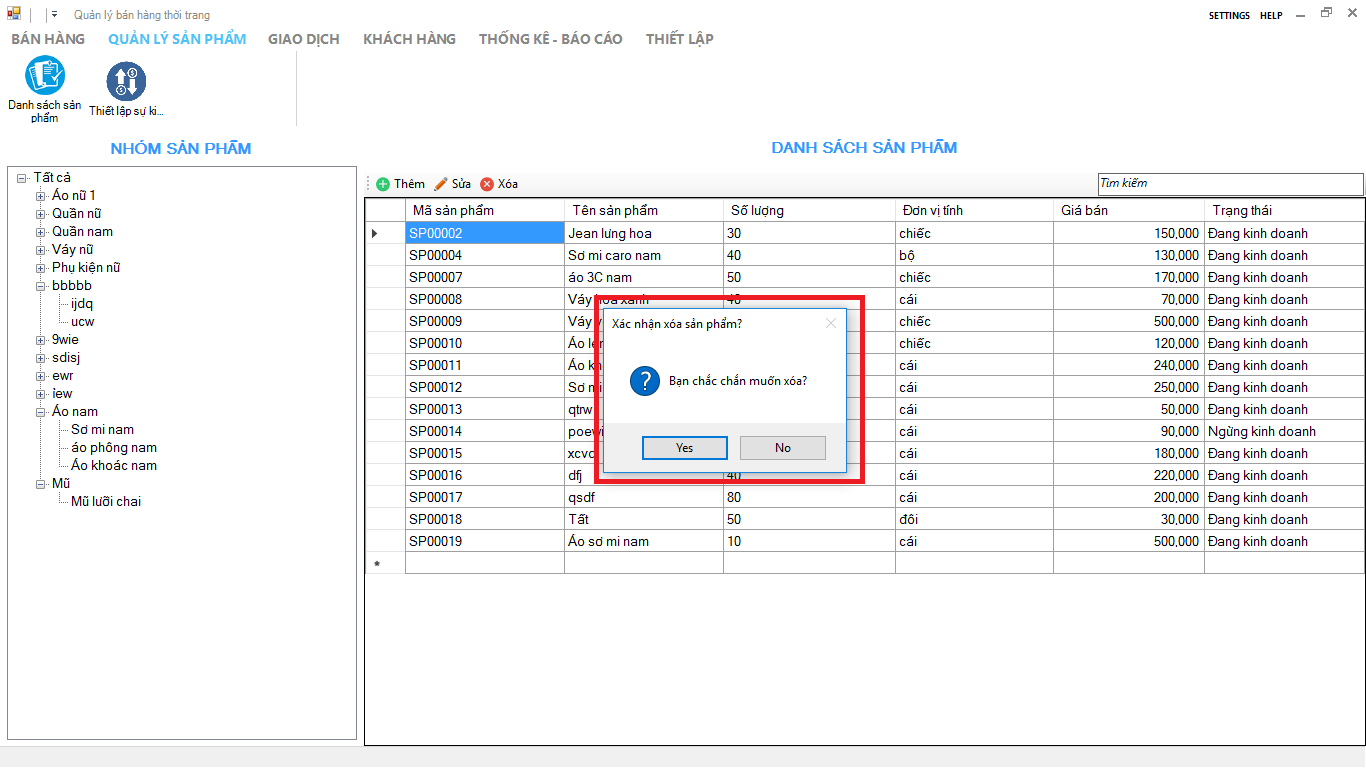 Quản lý bán hàng thời trang
SETTINGS HELP
BÁN HÀNG QUẢN LÝ SẢN PHẨM GIAO DỊCH KHÁCH HÀNG THỐNG KÊ - BÁO CÁO THIẾT LẬP
Danh sách sản phẩm
Thiết lập sự ki...
NHÓM SẢN PHẨM
Tất cả
Áo nữ 1
Quần nữ
Quần nam
Váy nữ
Phụ kiện nữ
bbbbb
ijdq
ucw
9wie
sdisj
ewr
iew
Áo nam
Sơ mi nam
áo phông nam
Áo khoác nam
Mũ
Mũ lưỡi chai
DANH SÁCH SẢN PHẨM
Thêm Sửa Xóa Tìm kiếm
Mã sản phẩm Tên sản phẩm Số lượng Đơn vị tính Giá bán Trạng thái
SP00002 Jean lưng hoa 30 chiếc 150,000 Đang kinh doanh
SP00004 Sơ mi caro nam 40 bộ 130,000 Đang kinh doanh
SP00007 áo 3C nam 50 chiếc 170,000 Đang kinh doanh
SP00008 Váy hoa xanh 40 cái 70,000 Đang kinh doanh
SP00009 Váy chiếc 500,000 Đang kinh doanh
SP00010 Áo chiếc 120,000 Đang kinh doanh
SP00011 Áo cái 240,000 Đang kinh doanh
SP00012 Sơ mi cái 250,000 Đang kinh doanh
SP00013 qtrw cái 50,000 Đang kinh doanh
SP00014 poewi cái 90,000 Ngừng kinh doanh
SP00015 xcvc cái 180,000 Đang kinh doanh
SP00016 dfj 40 cái 220,000 Đang kinh doanh
SP00017 qsdf 80 cái 200,000 Đang kinh doanh
SP00018 Tất 50 đôi 30,000 Đang kinh doanh
SP00019 Áo sơ mi nam 10 cái 500,000 Đang kinh doanh
Xác nhận xóa sản phẩm?
Bạn chắc chắn muốn xóa?
Yes No